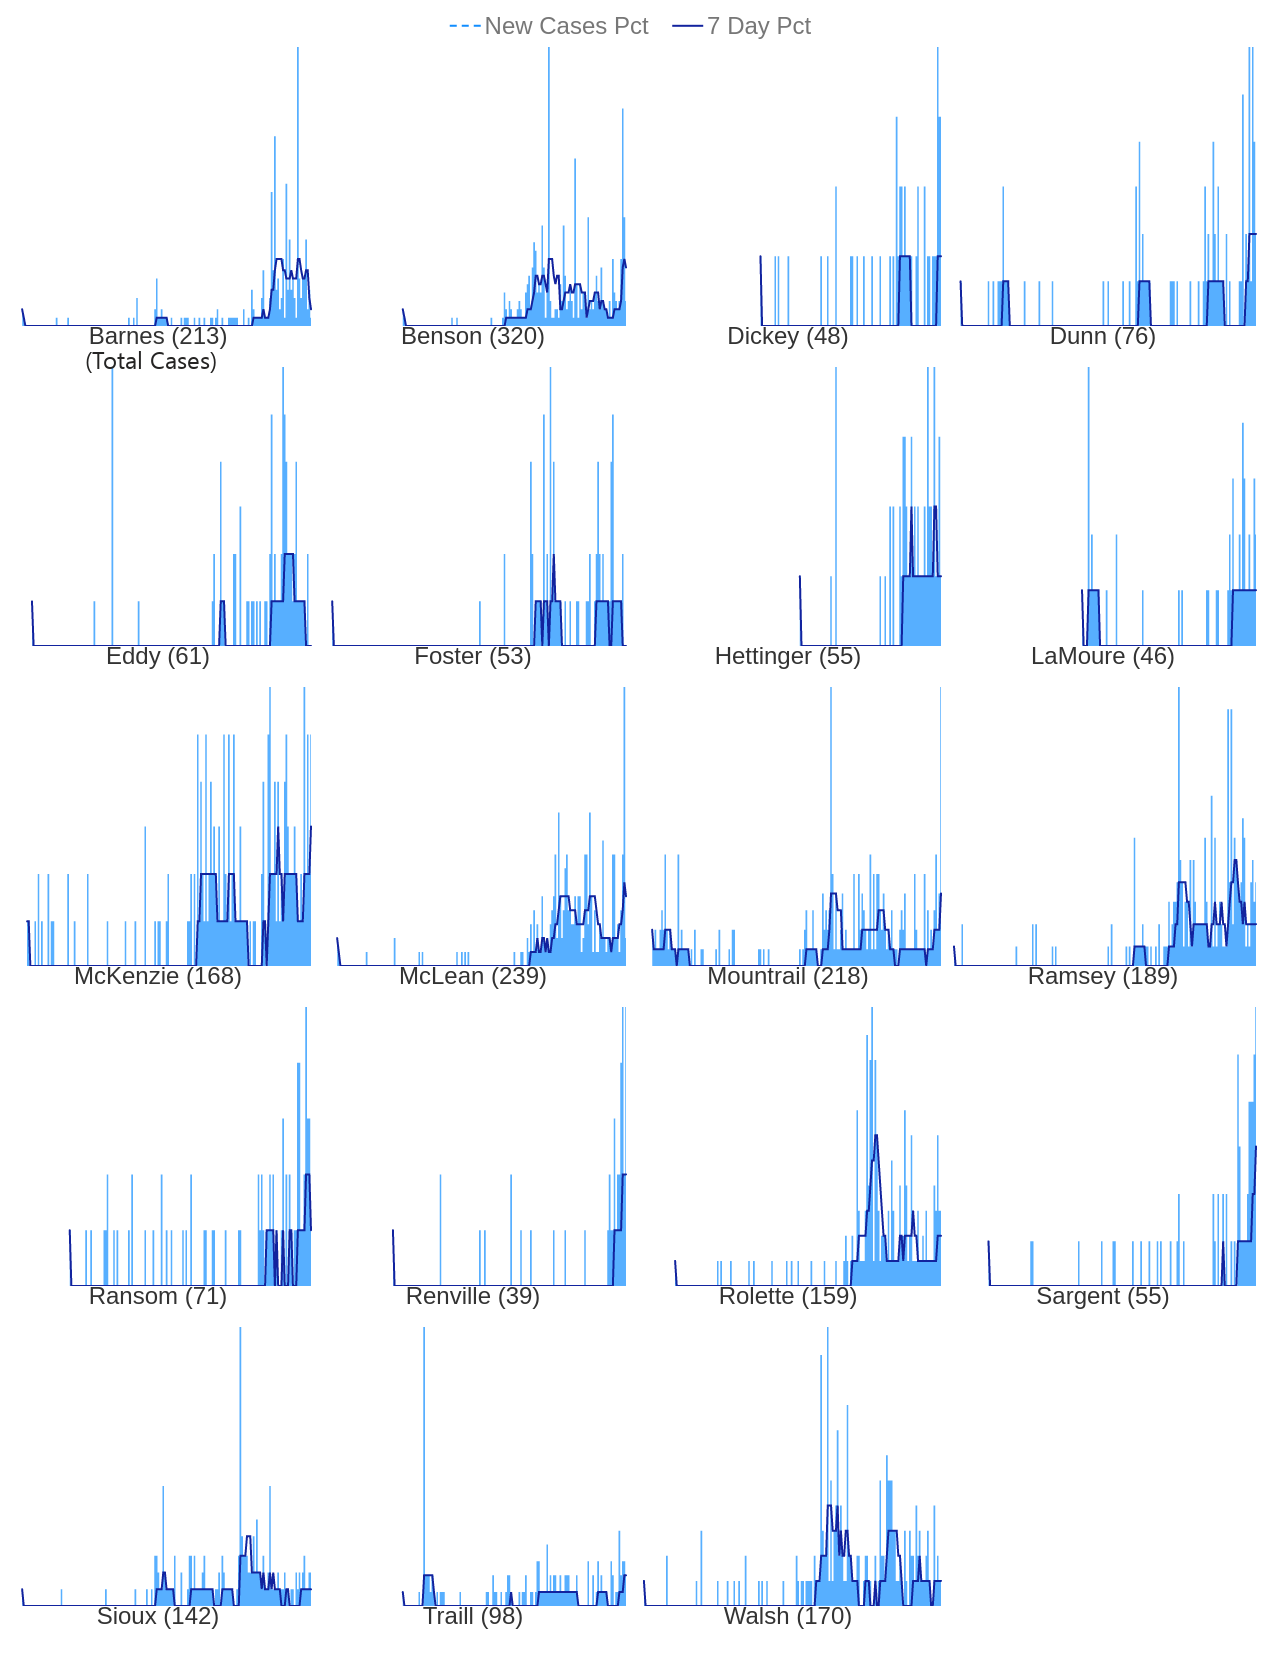 New Cases Pct 7 Day Pct
Barnes (213) Benson (320) Dickey (48) Dunn (76)
(Total Cases)
Eddy (61) Foster (53) Hettinger (55) LaMoure (46)
McKenzie (168) McLean (239) Mountrail (218) Ramsey (189)
Ransom (71) Renville (39) Rolette (159) Sargent (55)
Sioux (142) Traill (98) Walsh (170)